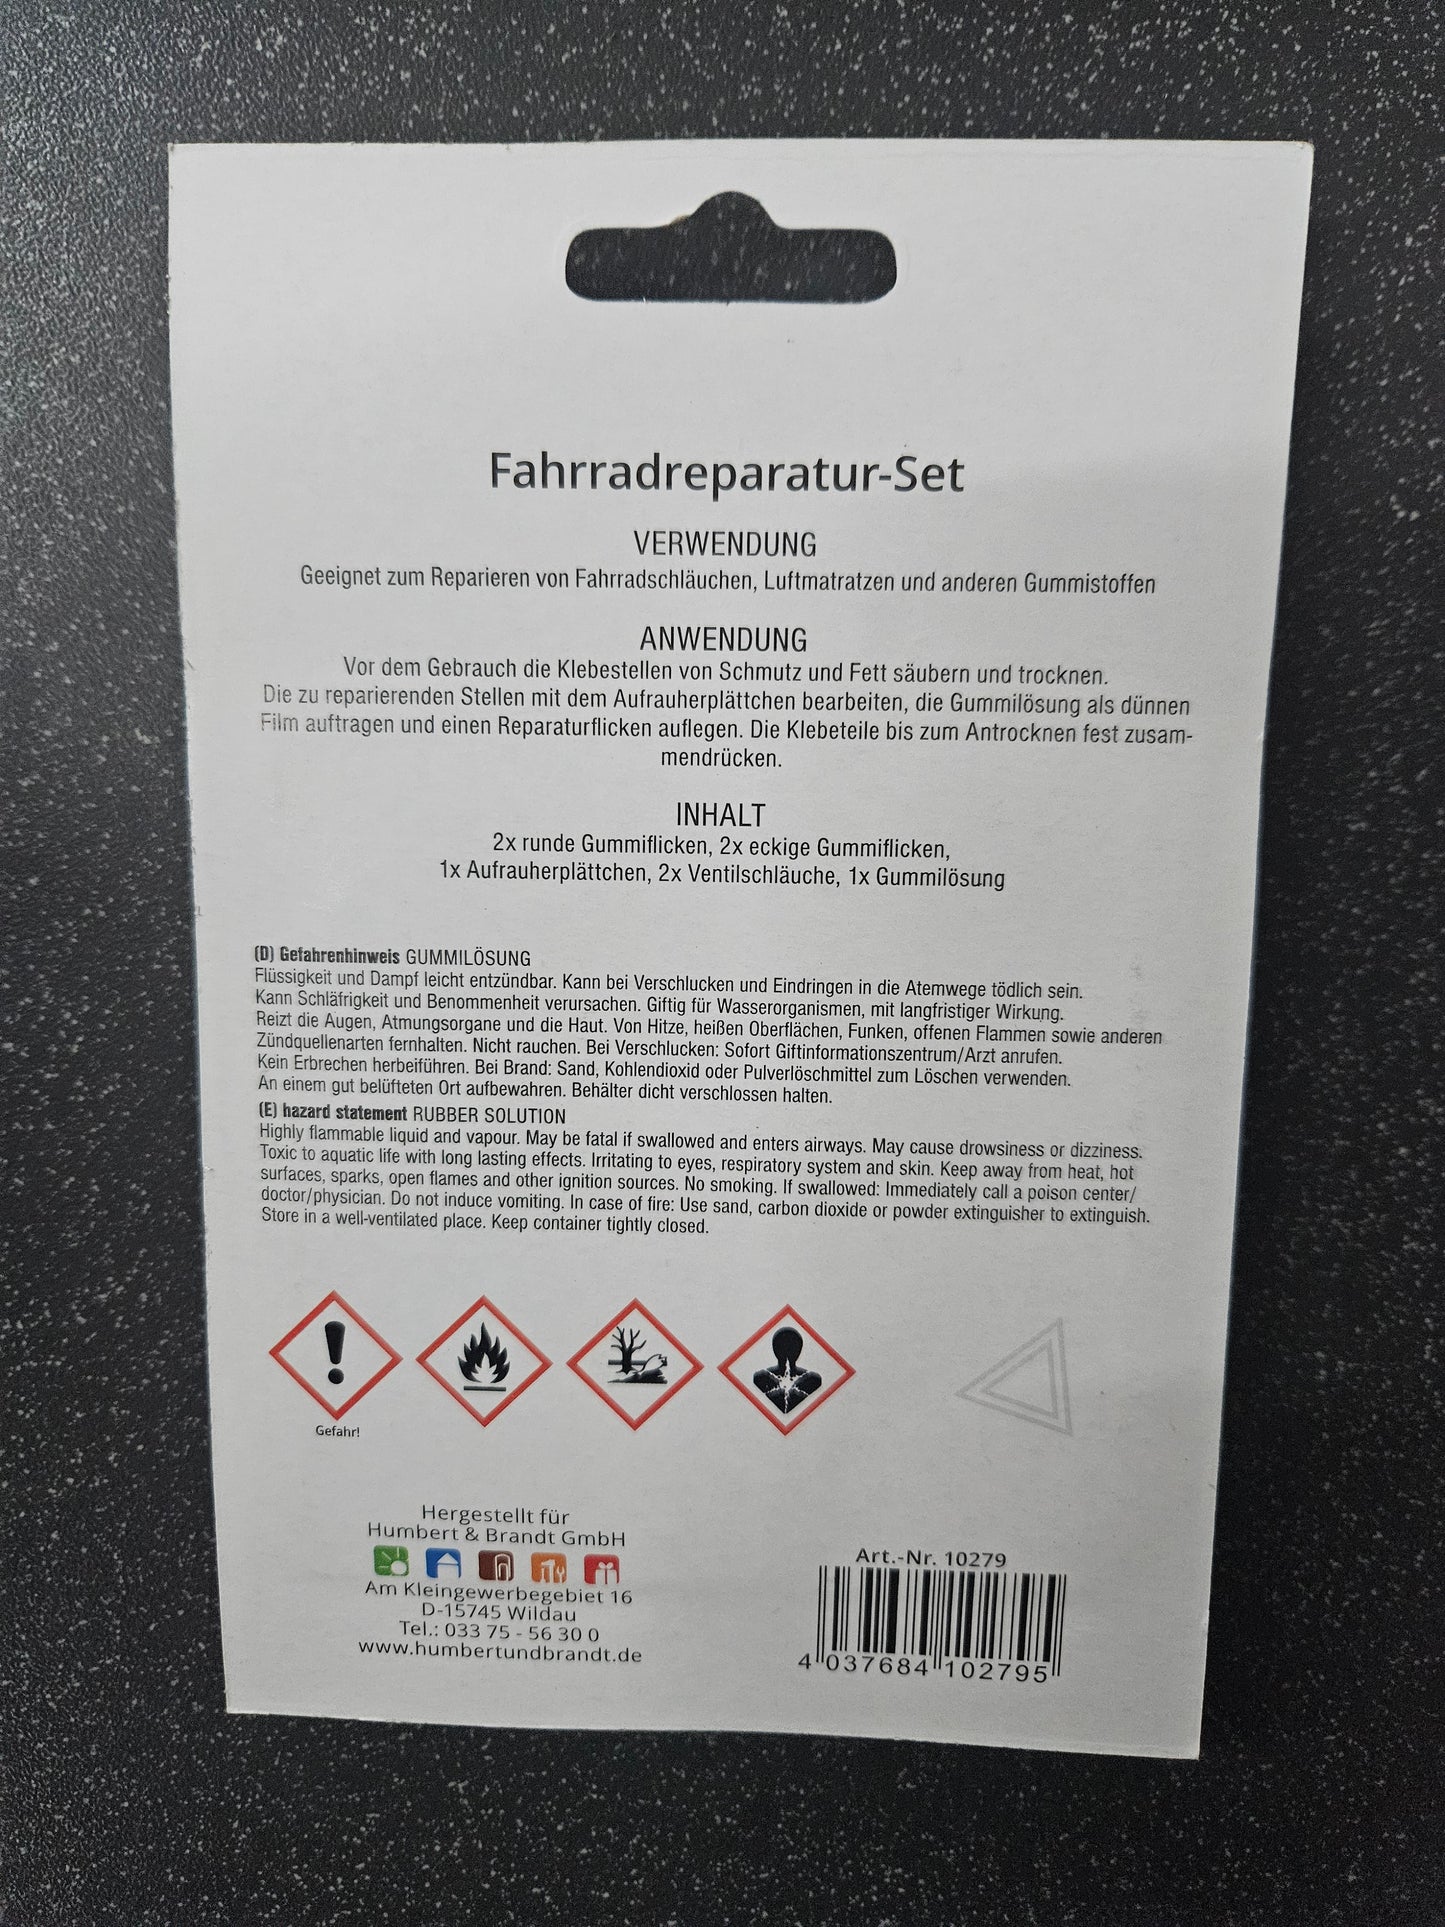 Fahrradreparatur-Set
VERWENDUNG
Geeignet zum Reparieren von Fahrradschläuchen, Luftmatratzen und anderen Gummistoffen
ANWENDUNG
Vor dem Gebrauch die Klebestellen von Schmutz und Fett säubern und trocknen.
Die zu reparierenden Stellen mit dem Aufrauherplättchen bearbeiten, die Gummilösung als dünnen
Film auftragen und einen Reparaturflicken auflegen. Die Klebeteile bis zum Antrocknen fest zusam-
mendrücken.
INHALT
2x runde Gummiflicken, 2x eckige Gummiflicken,
1x Aufrauherplättchen, 2x Ventilschläuche, 1x Gummilösung
(D) Gefahrenhinweis GUMMILÖSUNG
Flüssigkeit und Dampf leicht entzündbar. Kann bei Verschlucken und Eindringen in die Atemwege tödlich sein.
Kann Schläfrigkeit und Benommenheit verursachen. Giftig für Wasserorganismen, mit langfristiger Wirkung.
Reizt die Augen, Atmungsorgane und die Haut. Von Hitze, heißen Oberflächen, Funken, offenen Flammen sowie anderen
Zündquellenarten fernhalten. Nicht rauchen. Bei Verschlucken: Sofort Giftinformationszentrum/Arzt anrufen.
Kein Erbrechen herbeiführen. Bei Brand: Sand, Kohlendioxid oder Pulverlöschmittel zum Löschen verwenden.
An einem gut belüfteten Ort aufbewahren. Behälter dicht verschlossen halten.
(E) hazard statement RUBBER SOLUTION
Highly flammable liquid and vapour. May be fatal if swallowed and enters airways. May cause drowsiness or dizziness.
Toxic to aquatic life with long lasting effects. Irritating to eyes, respiratory system and skin. Keep away from heat, hot
surfaces, sparks, open flames and other ignition sources. No smoking. If swallowed: Immediately call a poison center/
doctor/physician. Do not induce vomiting. In case of fire: Use sand, carbon dioxide or powder extinguisher to extinguish.
Store in a well-ventilated place. Keep container tightly closed.
Gefahr!
Hergestellt für
Humbert & Brandt GmbH
Am Kleingewerbegebiet 16
D-15745 Wildau
Tel.: 033 75 - 56 30 0
www.humbertundbrandt.de
Art.-Nr. 10279
4 037684 102795